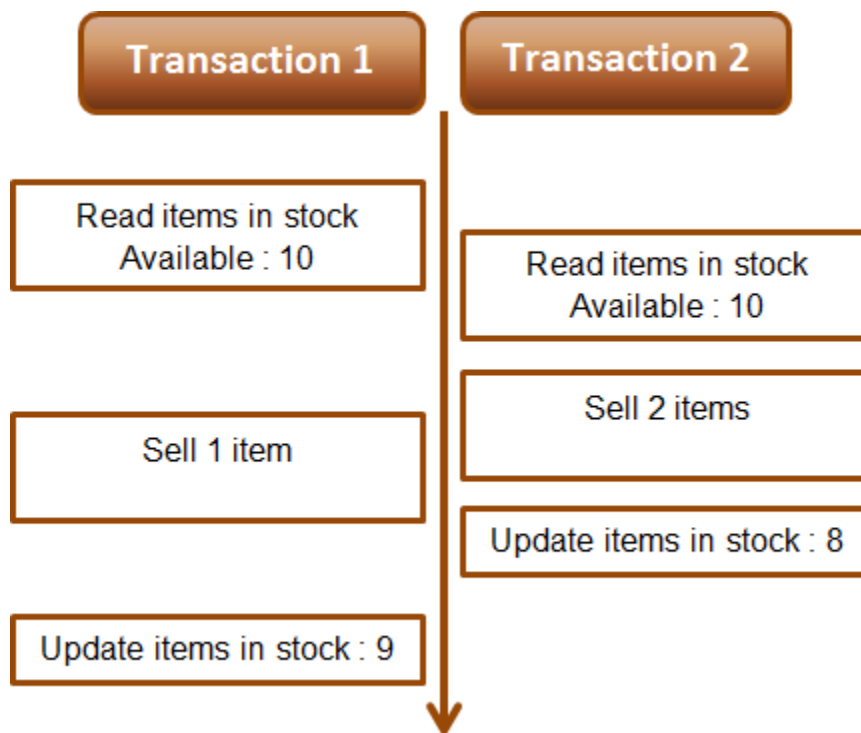 Transaction 1
Transaction 2
Read items in stock
Available : 10
Read items in stock
Available : 10
Sell 2 items
Sell 1 item
Update items in stock : 8
Update items in stock : 9